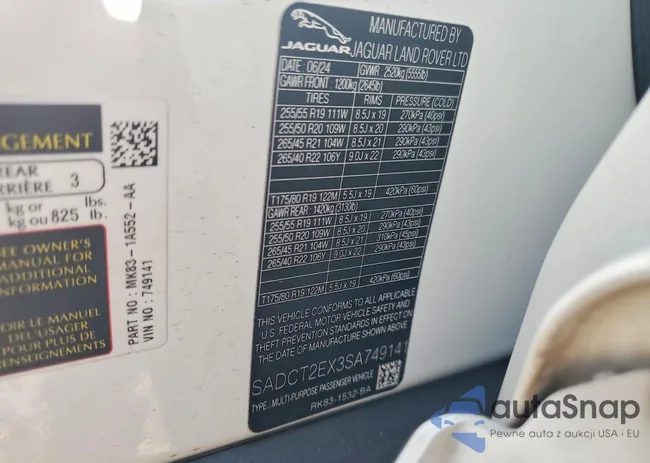 GEMENT
REAR
RRIÈRE 3
kg or lbs.
kg ou 825 lb.
SEE OWNER'S
MANUAL FOR
ADDITIONAL
INFORMATION
VOIR LE MANUEL
DE L'USAGER
POUR PLUS DE
RENSEIGNEMENTS
PART NO : MK83-1A552-AA
VIN NO : 749141
JAGUAR
MANUFACTURED BY
JAGUAR LAND ROVER LTD
DATE 06/24 GVWR 2520kg (5555lb)
GAWR FRONT : 1200kg (2645lb)
TIRES RIMS PRESSURE (COLD)
255/55 R19 111W 8.5J x 19 270kPa (40psi)
255/50 R20 109W 8.5J x 20 290kPa (43psi)
265/45 R21 104W 8.5J x 21 290kPa (43psi)
265/40 R22 106Y 9.0J x 22 290kPa (43psi)
T175/80 R19 122M 5.5J x 19 420kPa (60psi)
GAWR REAR 1420kg (3130lb)
255/55 R19 111W 8.5J x 19 270kPa (40psi)
255/50 R20 109W 8.5J x 20 290kPa (43psi)
265/45 R21 104W 8.5J x 21 310kPa (45psi)
265/40 R22 106Y 9.0J x 22 290kPa (43psi)
T175/80 R19 122M 5.5J x 19 420kPa (60psi)
THIS VEHICLE CONFORMS TO ALL APPLICABLE
U.S. FEDERAL MOTOR VEHICLE SAFETY AND
THEFT PREVENTION STANDARDS IN EFFECT ON
THE DATE OF MANUFACTURE SHOWN ABOVE
SADCT2EX3SA749141
TYPE : MULTI-PURPOSE PASSENGER VEHICLE
RK83-1532-BA
autoSnap
Pewne auta z aukcji USA i EU